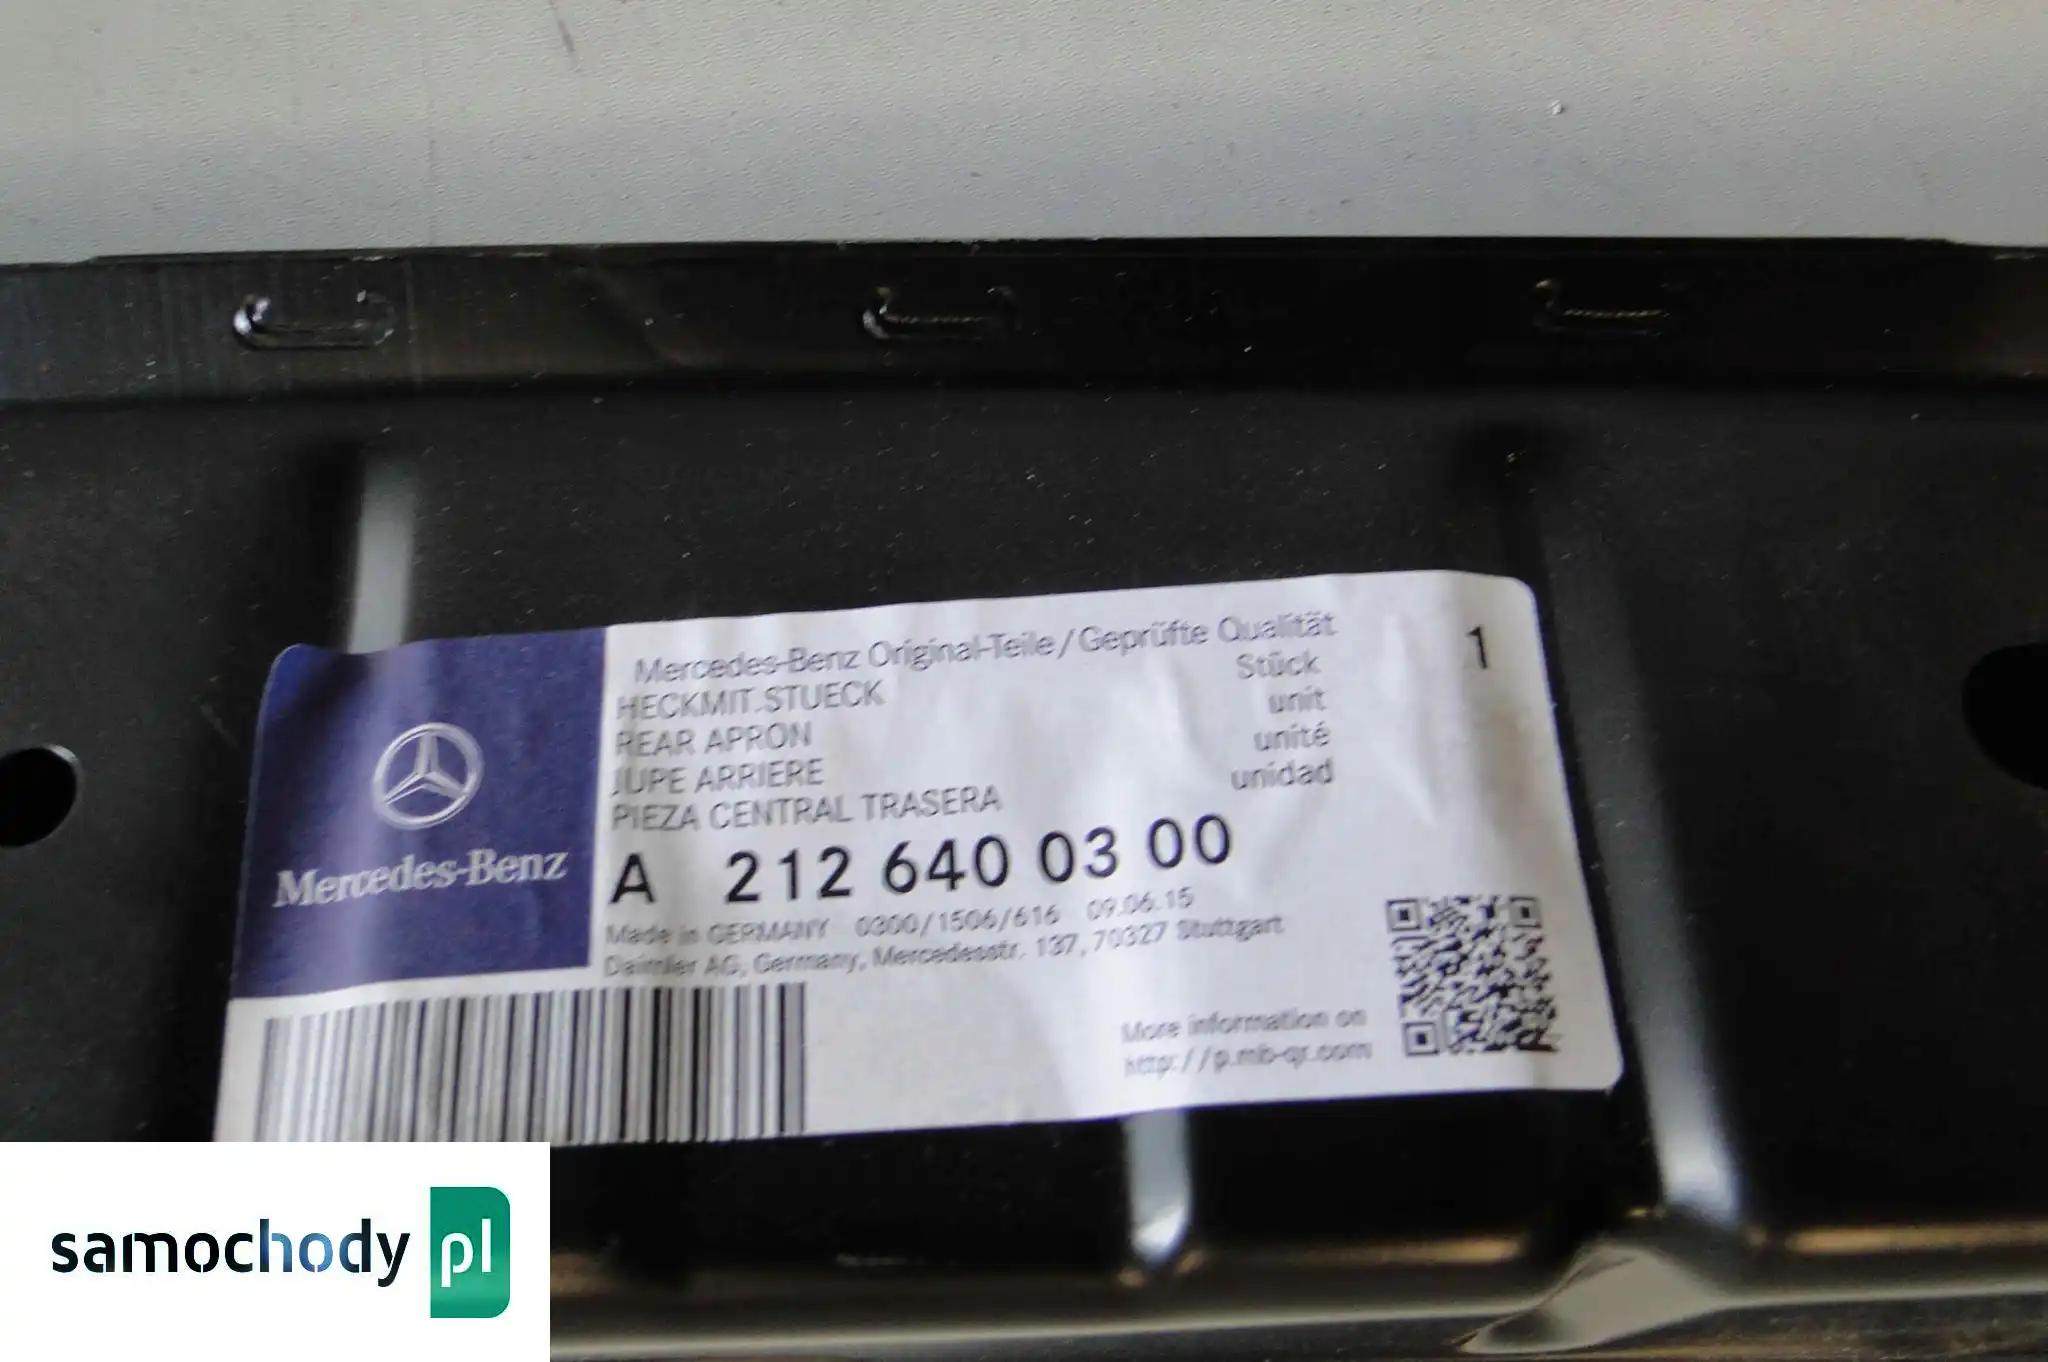 Mercedes-Benz Original-Teile/Geprüfte Qualität
HECKMIT.STUECK
REAR APRON
JUPE ARRIERE
PIEZA CENTRAL TRASERA
Stück
unit
unité
unidad
1
A 212 640 03 00
Made in GERMANY 0300/1506/616 09.06.15
Daimler AG, Germany, Mercedesstr. 137, 70327 Stuttgart
Mercedes-Benz
More information on
http://p.mb-qr.com
samochody pl